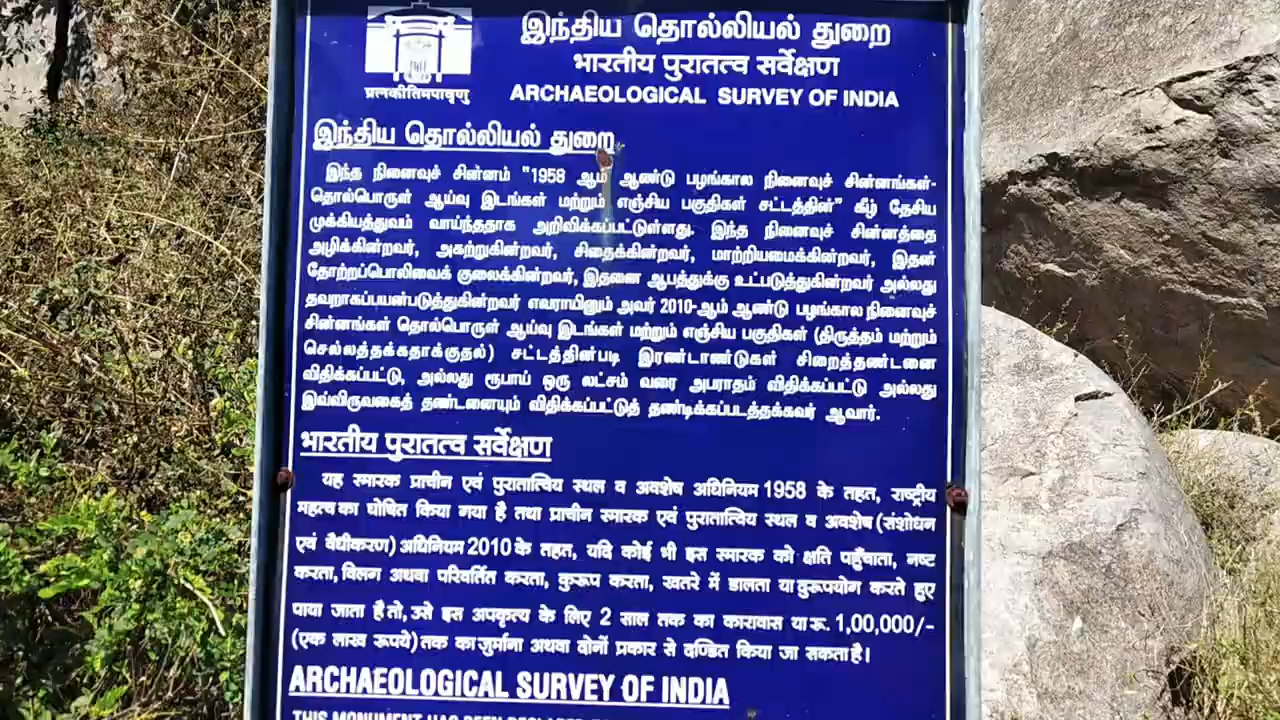 இந்திய தொல்லியல் துறை
भारतीय पुरातत्व सर्वेक्षण
ARCHAEOLOGICAL SURVEY OF INDIA
प्रत्नकीर्तिमपावृणु
இந்திய தொல்லியல் துறை
இந்த நினைவுச் சின்னம் "1958 ஆம் ஆண்டு பழங்கால நினைவுச் சின்னங்கள்-
தொல்பொருள் ஆய்வு இடங்கள் மற்றும் எஞ்சிய பகுதிகள் சட்டத்தின்" கீழ் தேசிய
முக்கியத்துவம் வாய்ந்ததாக அறிவிக்கப்பட்டுள்ளது. இந்த நினைவுச் சின்னத்தை
அழிக்கின்றவர், அகற்றுகின்றவர், சிதைக்கின்றவர், மாற்றியமைக்கின்றவர், இதன்
தோற்றப்பொலிவைக் குலைக்கின்றவர், இதனை ஆபத்துக்கு உட்படுத்துகின்றவர் அல்லது
தவறாகப்பயன்படுத்துகின்றவர் எவராயினும் அவர் 2010-ஆம் ஆண்டு பழங்கால நினைவுச்
சின்னங்கள் தொல்பொருள் ஆய்வு இடங்கள் மற்றும் எஞ்சிய பகுதிகள் (திருத்தம் மற்றும்
செல்லத்தக்கதாக்குதல்) சட்டத்தின்படி இரண்டாண்டுகள் சிறைத்தண்டனை
விதிக்கப்பட்டு, அல்லது ரூபாய் ஒரு லட்சம் வரை அபராதம் விதிக்கப்பட்டு அல்லது
இவ்விருவகைத் தண்டனையும் விதிக்கப்பட்டுத் தண்டிக்கப்படத்தக்கவர் ஆவார்.
भारतीय पुरातत्व सर्वेक्षण
यह स्मारक प्राचीन एवं पुरातात्विय स्थल व अवशेष अधिनियम 1958 के तहत, राष्ट्रीय
महत्व का घोषित किया गया है तथा प्राचीन स्मारक एवं पुरातात्विय स्थल व अवशेष (संशोधन
एवं वैधीकरण) अधिनियम 2010 के तहत, यदि कोई भी इस स्मारक को क्षति पहुँचाता, नष्ट
करता, विलग अथवा परिवर्तित करता, कुरूप करता, खतरे में डालता या दुरूपयोग करते हुए
पाया जाता है तो, उसे इस अपकृत्य के लिए 2 साल तक का कारावास या रू. 1,00,000/-
(एक लाख रूपये) तक का जुर्माना अथवा दोनों प्रकार से दण्डित किया जा सकता है।
ARCHAEOLOGICAL SURVEY OF INDIA
THIS MONUMENT HAS BEEN DECLARED